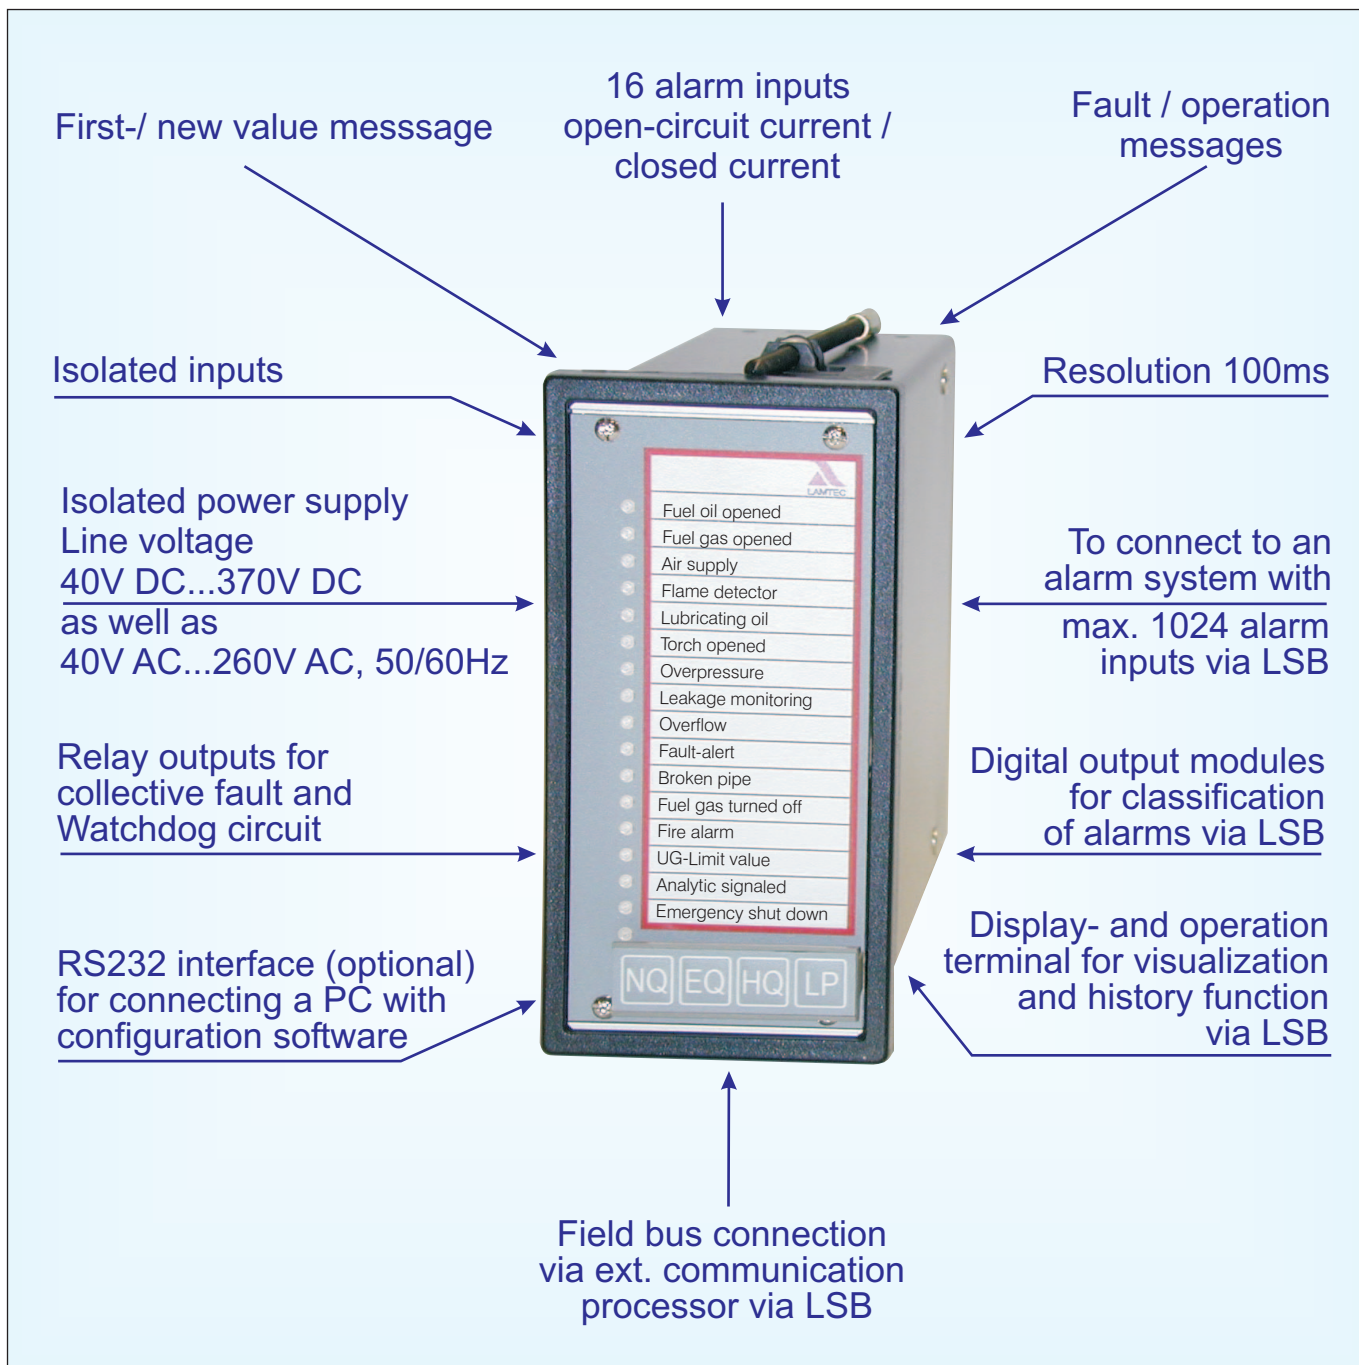 First-/ new value messsage
16 alarm inputs
open-circuit current /
closed current
Fault / operation
messages
Isolated inputs
Resolution 100ms
Isolated power supply
Line voltage
40V DC...370V DC
as well as
40V AC...260V AC, 50/60Hz
To connect to an
alarm system with
max. 1024 alarm
inputs via LSB
Relay outputs for
collective fault and
Watchdog circuit
Digital output modules
for classification
of alarms via LSB
RS232 interface (optional)
for connecting a PC with
configuration software
Display- and operation
terminal for visualization
and history function
via LSB
LAMTEC
Fuel oil opened
Fuel gas opened
Air supply
Flame detector
Lubricating oil
Torch opened
Overpressure
Leakage monitoring
Overflow
Fault-alert
Broken pipe
Fuel gas turned off
Fire alarm
UG-Limit value
Analytic signaled
Emergency shut down
NQ EQ HQ LP
Field bus connection
via ext. communication
processor via LSB